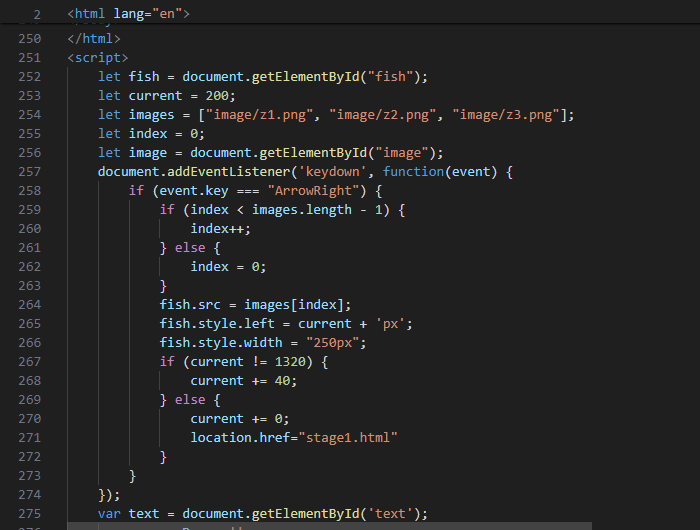 2 <html lang="en">
250 </html>
251 <script>
252 let fish = document.getElementById("fish");
253 let current = 200;
254 let images = ["image/z1.png", "image/z2.png", "image/z3.png"];
255 let index = 0;
256 let image = document.getElementById("image");
257 document.addEventListener('keydown', function(event) {
258 if (event.key === "ArrowRight") {
259 if (index < images.length - 1) {
260 index++;
261 } else {
262 index = 0;
263 }
264 fish.src = images[index];
265 fish.style.left = current + 'px';
266 fish.style.width = "250px";
267 if (current != 1320) {
268 current += 40;
269 } else {
270 current += 0;
271 location.href="stage1.html"
272 }
273 }
274 });
275 var text = document.getElementById('text');